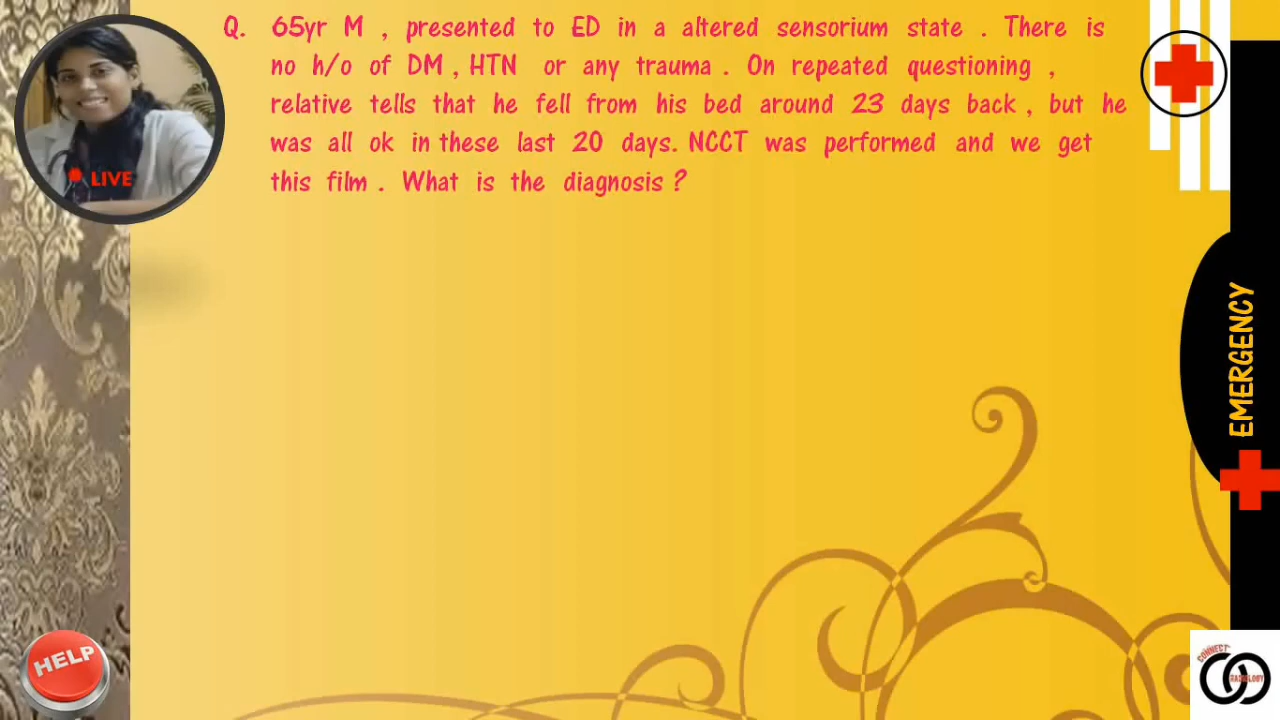 Q. 65yr M , presented to ED in a altered sensorium state . There is
no h/o of DM , HTN or any trauma . On repeated questioning ,
relative tells that he fell from his bed around 23 days back , but he
was all ok in these last 20 days. NCCT was performed and we get
this film . What is the diagnosis ?
LIVE
EMERGENCY
HELP
CONNECT
RADIOLOGY